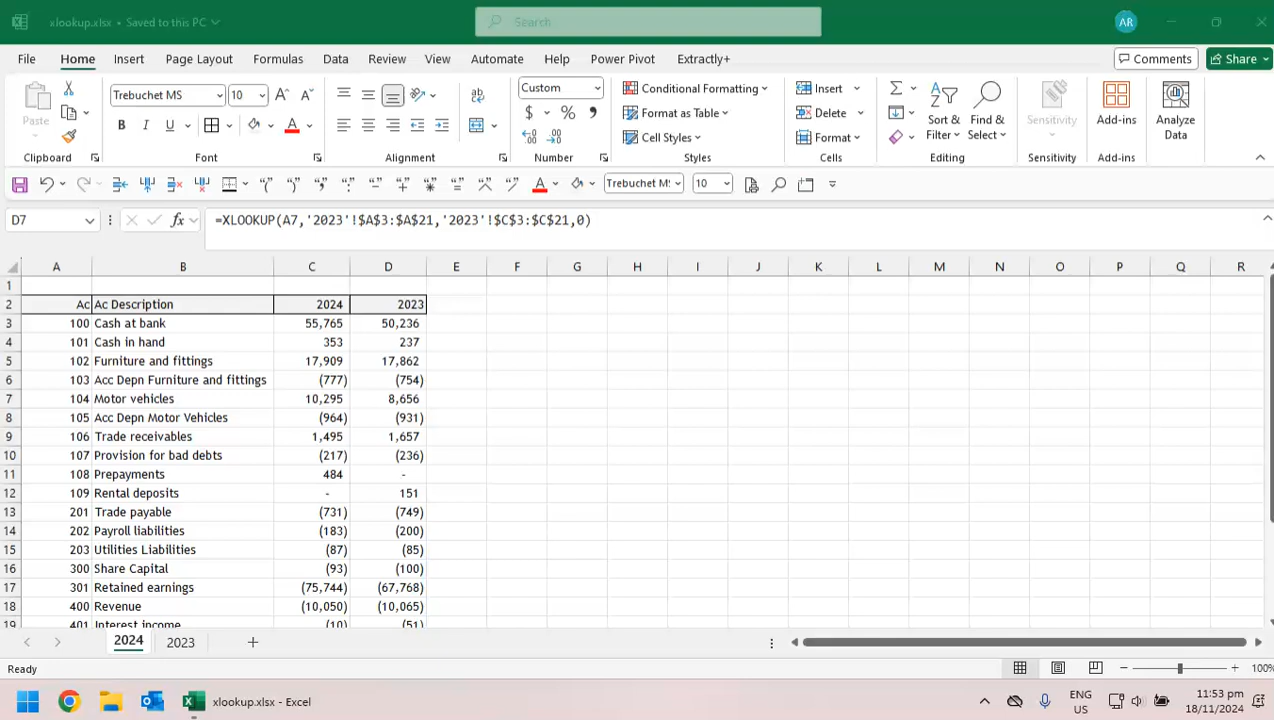 xlookup.xlsx • Saved to this PC
Search
AR
File Home Insert Page Layout Formulas Data Review View Automate Help Power Pivot Extractly+ Comments Share
Paste
Clipboard
Trebuchet MS 10
B I U
Font
Alignment
Custom
$ % ,
Number
Conditional Formatting
Format as Table
Cell Styles
Styles
Insert
Delete
Format
Cells
Sort & Filter
Find & Select
Editing
Sensitivity
Sensitivity
Add-ins
Add-ins
Analyze Data
Trebuchet M 10
D7 fx =XLOOKUP(A7,'2023'!$A$3:$A$21,'2023'!$C$3:$C$21,0)
A B C D E F G H I J K L M N O P Q R
1
2 Ac Ac Description 2024 2023
3 100 Cash at bank 55,765 50,236
4 101 Cash in hand 353 237
5 102 Furniture and fittings 17,909 17,862
6 103 Acc Depn Furniture and fittings (777) (754)
7 104 Motor vehicles 10,295 8,656
8 105 Acc Depn Motor Vehicles (964) (931)
9 106 Trade receivables 1,495 1,657
10 107 Provision for bad debts (217) (236)
11 108 Prepayments 484 -
12 109 Rental deposits - 151
13 201 Trade payable (731) (749)
14 202 Payroll liabilities (183) (200)
15 203 Utilities Liabilities (87) (85)
16 300 Share Capital (93) (100)
17 301 Retained earnings (75,744) (67,768)
18 400 Revenue (10,050) (10,065)
19 401 Interest income (10) (51)
2024 2023 +
Ready
100%
xlookup.xlsx - Excel
ENG
US
11:53 pm
18/11/2024